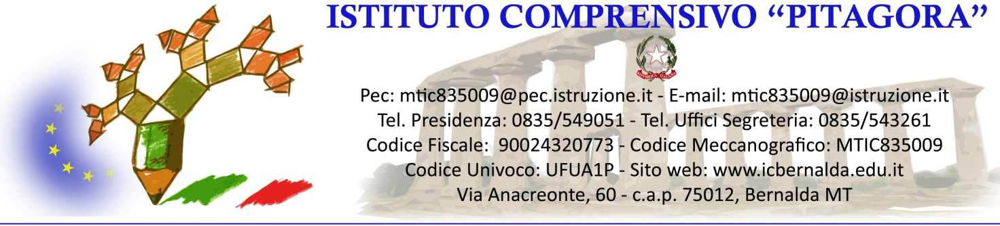 ISTITUTO COMPRENSIVO “PITAGORA”
Pec: mtic835009@pec.istruzione.it - E-mail: mtic835009@istruzione.it
Tel. Presidenza: 0835/549051 - Tel. Uffici Segreteria: 0835/543261
Codice Fiscale:  90024320773 - Codice Meccanografico: MTIC835009
Codice Univoco: UFUA1P - Sito web: www.icbernalda.edu.it
Via Anacreonte, 60 - c.a.p. 75012, Bernalda MT